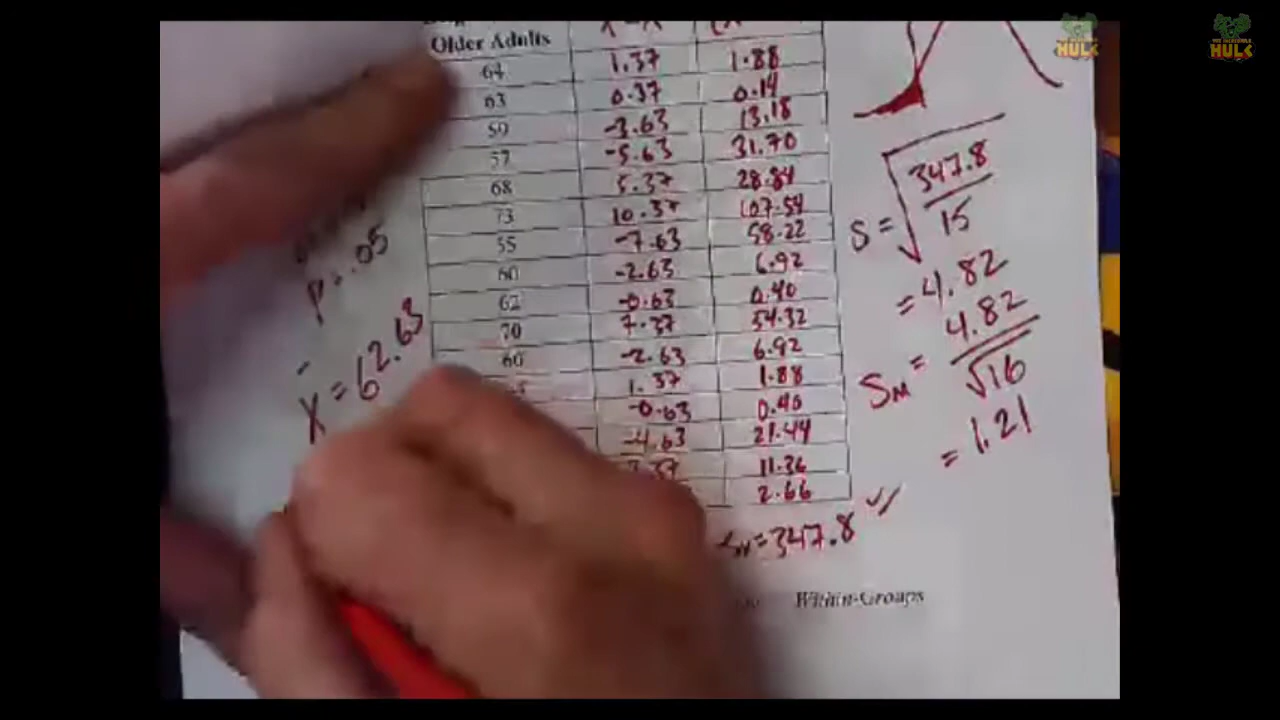 Older Adults
64 1.37 1.88
63 0.37 0.14
59 -3.63 13.18
57 -5.63 31.70
68 5.37 28.84
73 10.37 107.54
55 -7.63 58.22
60 -2.63 6.92
62 -0.63 0.40
70 7.37 54.32
60 -2.63 6.92
1.37 1.88
-0.63 0.40
-4.63 21.44
11.36
2.66
=347.8
Within-Groups
p=.05
X = 62.63
S = √347.8
15
= 4.82
SM = 4.82
√16
= 1.21
HULK
HULK